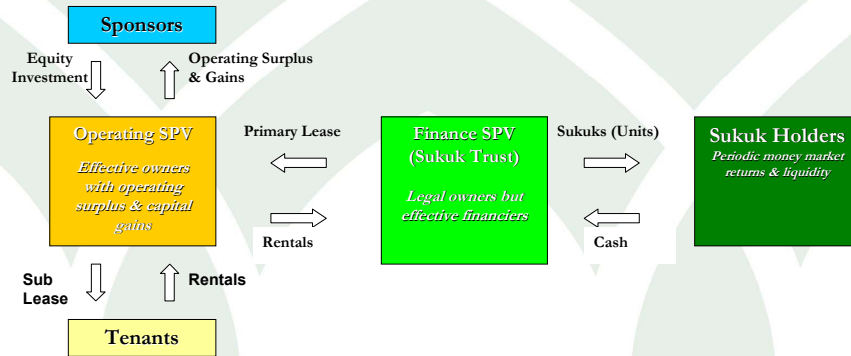 Sponsors
Equity
Investment
Operating Surplus
& Gains
Operating SPV
Effective owners
with operating
surplus & capital
gains
Primary Lease
Rentals
Finance SPV
(Sukuk Trust)
Legal owners but
effective financiers
Sukuks (Units)
Cash
Sukuk Holders
Periodic money market
returns & liquidity
Sub
Lease
Rentals
Tenants